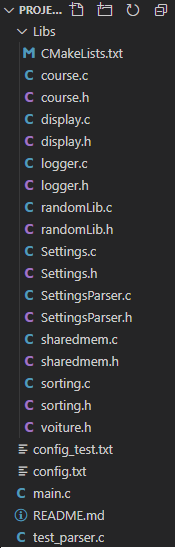 PROJE...
Libs
CMakeLists.txt
course.c
course.h
display.c
display.h
logger.c
logger.h
randomLib.c
randomLib.h
Settings.c
Settings.h
SettingsParser.c
SettingsParser.h
sharedmem.c
sharedmem.h
sorting.c
sorting.h
voiture.h
config_test.txt
config.txt
main.c
README.md
test_parser.c